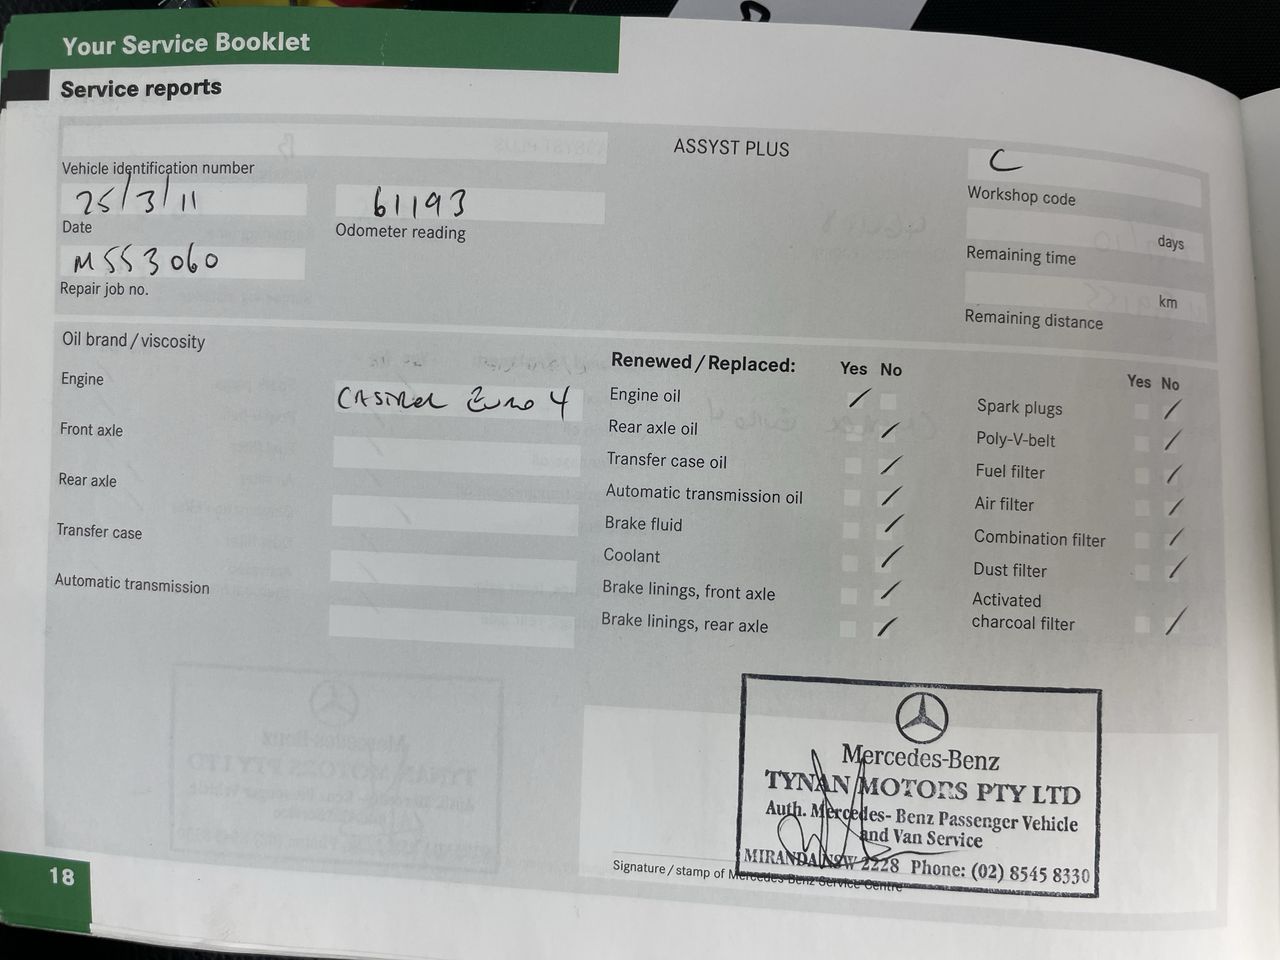 Your Service Booklet
Service reports
ASSYST PLUS
C
Vehicle identification number
Workshop code
25/3/11
61193
Date
Odometer reading
days
Remaining time
MSS3060
Repair job no.
km
Remaining distance
Oil brand / viscosity
Renewed / Replaced:
Yes No
Yes No
Engine
CASTROL Euro 4
Engine oil
Spark plugs
Front axle
Rear axle oil
Poly-V-belt
Transfer case oil
Fuel filter
Rear axle
Automatic transmission oil
Air filter
Transfer case
Brake fluid
Combination filter
Coolant
Dust filter
Automatic transmission
Brake linings, front axle
Activated
charcoal filter
Brake linings, rear axle
Mercedes-Benz
TYNAN MOTORS PTY LTD
Auth. Mercedes- Benz Passenger Vehicle
and Van Service
MIRANDA NSW 2228 Phone: (02) 8545 8330
Signature / stamp of Mercedes-Benz Service Centre
18